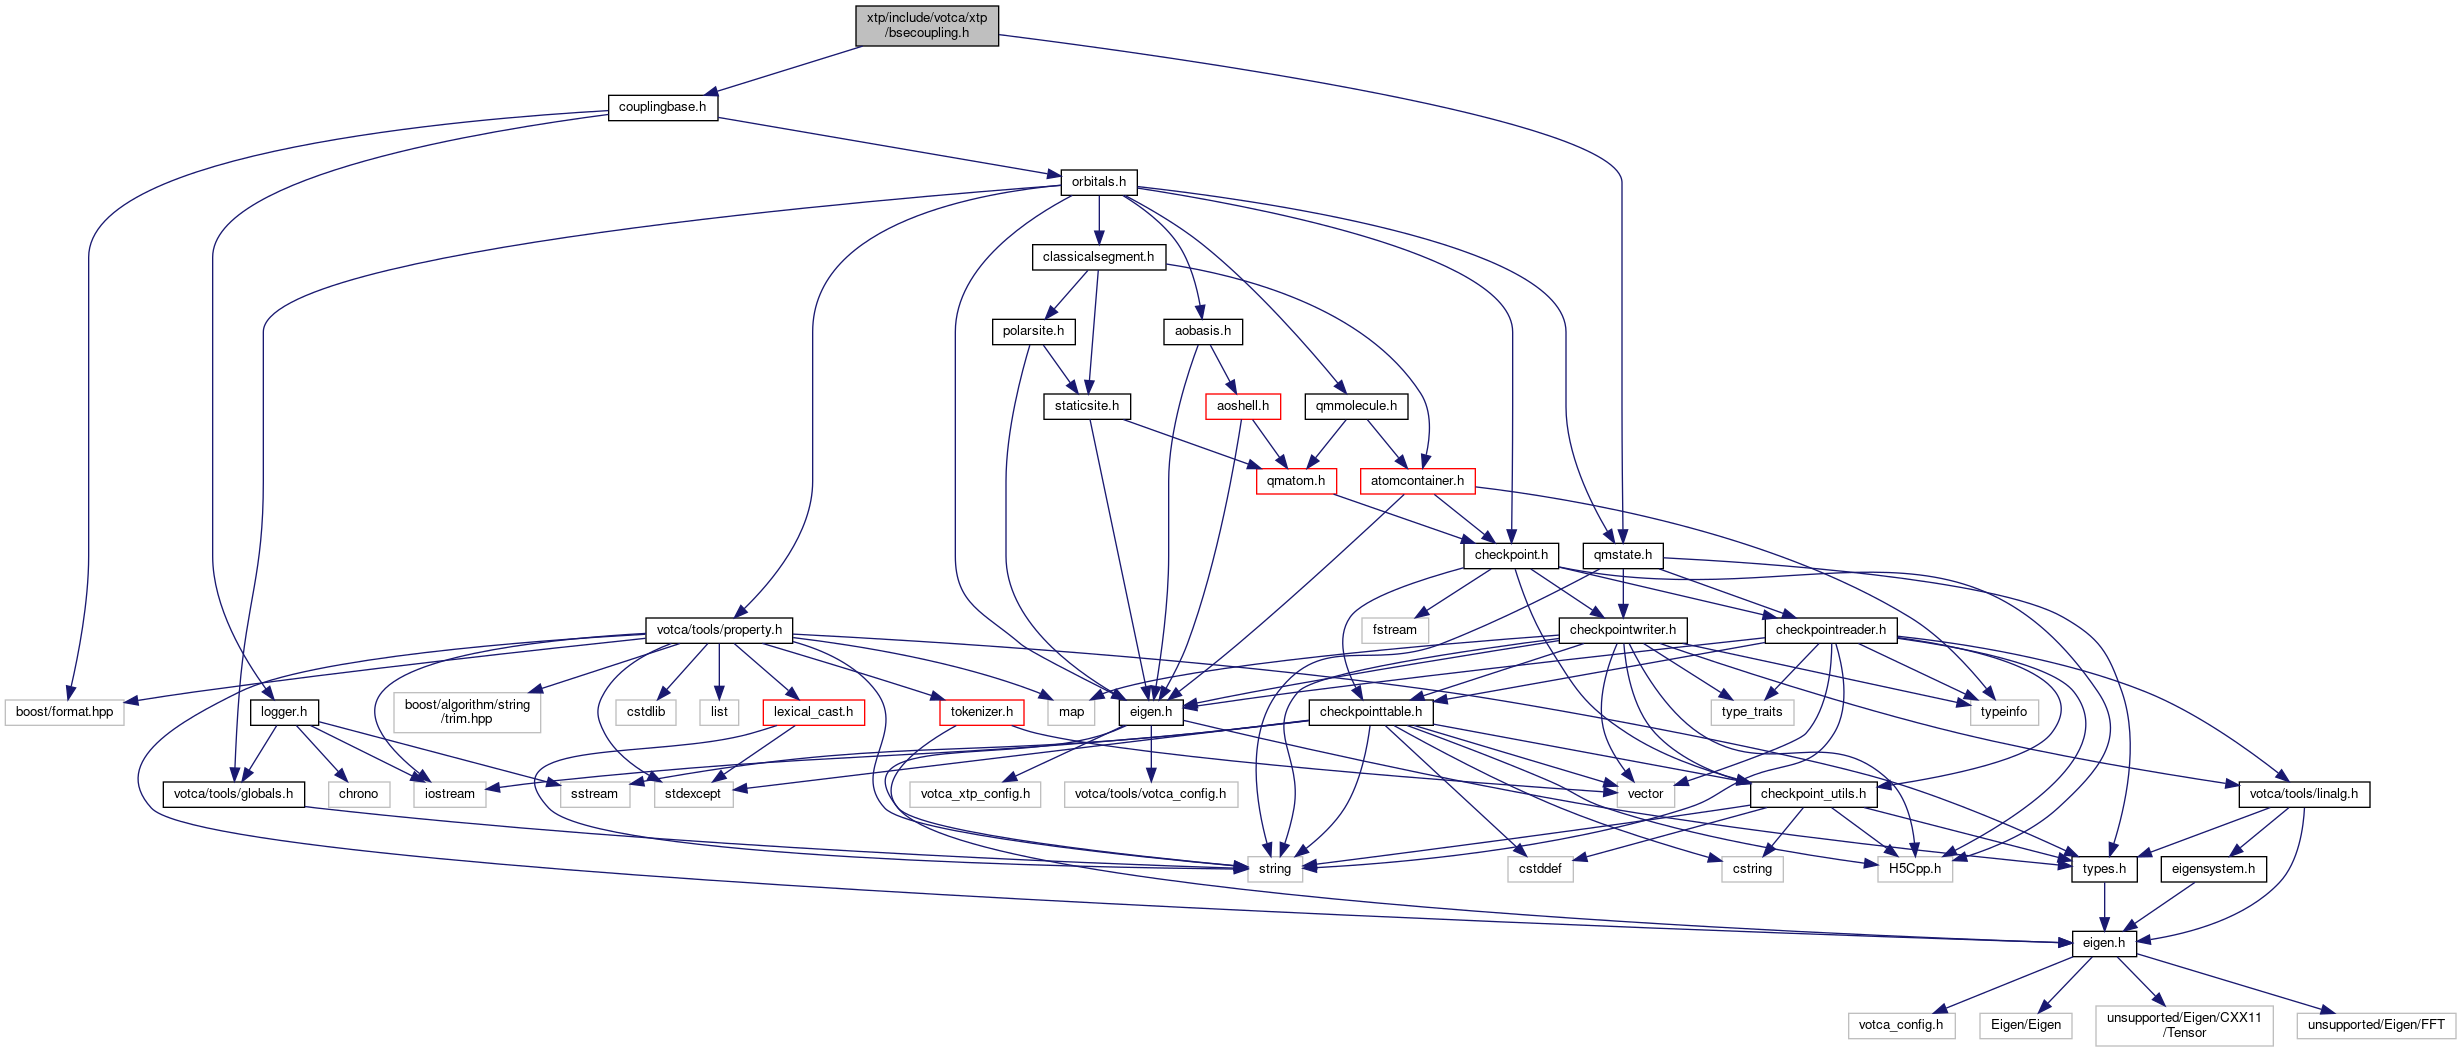 xtp/include/votca/xtp
/bsecoupling.h
couplingbase.h
orbitals.h
classicalsegment.h
polarsite.h
aobasis.h
staticsite.h
aoshell.h
qmmolecule.h
qmatom.h
atomcontainer.h
checkpoint.h
qmstate.h
votca/tools/property.h
fstream
checkpointwriter.h
checkpointreader.h
boost/format.hpp
logger.h
boost/algorithm/string
/trim.hpp
cstdlib
list
lexical_cast.h
tokenizer.h
map
eigen.h
checkpointtable.h
type_traits
typeinfo
votca/tools/globals.h
chrono
iostream
sstream
stdexcept
votca_xtp_config.h
votca/tools/votca_config.h
vector
checkpoint_utils.h
votca/tools/linalg.h
string
cstddef
cstring
H5Cpp.h
types.h
eigensystem.h
eigen.h
votca_config.h
Eigen/Eigen
unsupported/Eigen/CXX11
/Tensor
unsupported/Eigen/FFT